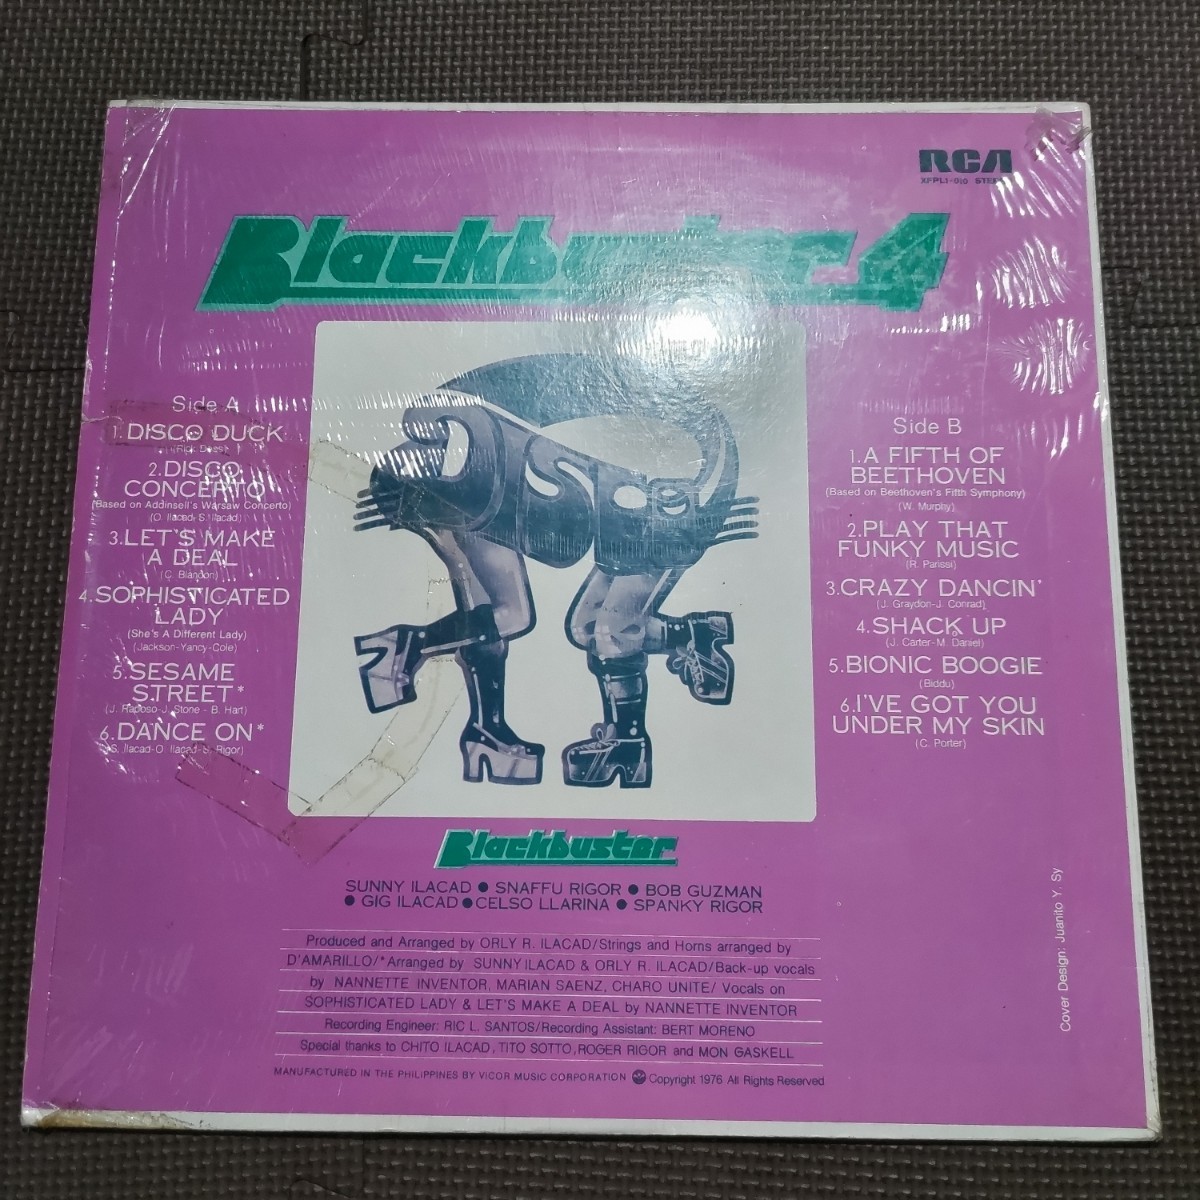 RCA
XFPL1-010 STEREO
Blackbuster 4
Side A
1. DISCO DUCK
(Rick Dees)
2. DISCO
CONCERTO
(Based on Addinsell's Warsaw Concerto)
(O. Ilacad-S. Ilacad)
3. LET'S MAKE
A DEAL
4. SOPHISTICATED
LADY
(She's A Different Lady)
(Jackson-Yancy-Cole)
5. SESAME
STREET*
(J. Raposo-J. Stone - B. Hart)
6. DANCE ON*
(S. Ilacad-O. Ilacad-S. Rigor)
DISCO
Side B
1. A FIFTH OF
BEETHOVEN
(Based on Beethoven's Fifth Symphony)
(W. Murphy)
2. PLAY THAT
FUNKY MUSIC
(R. Parissi)
3. CRAZY DANCIN'
(J. Graydon-J. Conrad)
4. SHACK UP
(J. Carter-M. Daniel)
5. BIONIC BOOGIE
(Biddu)
6. I'VE GOT YOU
UNDER MY SKIN
(C. Porter)
Blackbuster
SUNNY ILACAD ● SNAFFU RIGOR ● BOB GUZMAN
● GIG ILACAD ● CELSO LLARINA ● SPANKY RIGOR
Produced and Arranged by ORLY R. ILACAD/Strings and Horns arranged by
D'AMARILLO/*Arranged by SUNNY ILACAD & ORLY R. ILACAD/Back-up vocals
by NANNETTE INVENTOR, MARIAN SAENZ, CHARO UNITE/ Vocals on
SOPHISTICATED LADY & LET'S MAKE A DEAL by NANNETTE INVENTOR
Recording Engineer: RIC L. SANTOS/Recording Assistant: BERT MORENO
Special thanks to CHITO ILACAD, TITO SOTTO, ROGER RIGOR and MON GASKELL
MANUFACTURED IN THE PHILIPPINES BY VICOR MUSIC CORPORATION Copyright 1976 All Rights Reserved
Cover Design: Juanito Y. Sy